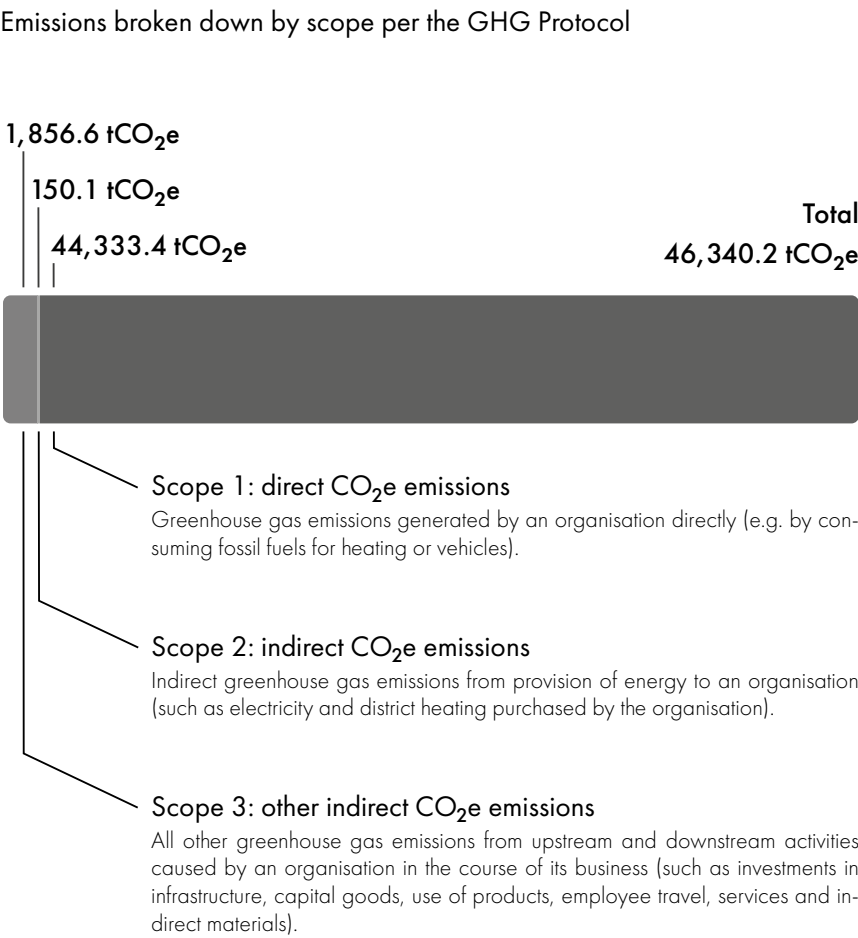 Emissions broken down by scope per the GHG Protocol
1,856.6 tCO₂e
150.1 tCO₂e
44,333.4 tCO₂e
Total
46,340.2 tCO₂e
Scope 1: direct CO₂e emissions
Greenhouse gas emissions generated by an organisation directly (e.g. by con-
suming fossil fuels for heating or vehicles).
Scope 2: indirect CO₂e emissions
Indirect greenhouse gas emissions from provision of energy to an organisation
(such as electricity and district heating purchased by the organisation).
Scope 3: other indirect CO₂e emissions
All other greenhouse gas emissions from upstream and downstream activities
caused by an organisation in the course of its business (such as investments in
infrastructure, capital goods, use of products, employee travel, services and in-
direct materials).